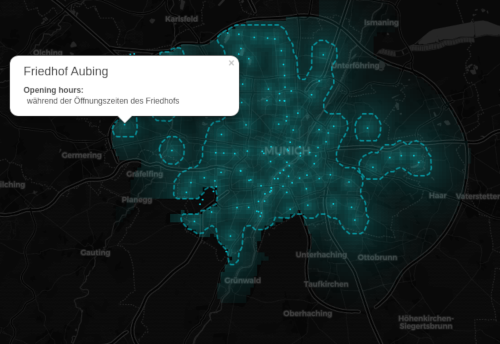 Karlsfeld
Ismaning
Olching
Unterföhring
Friedhof Aubing
×
Opening hours:
während der Öffnungszeiten des Friedhofs
MUNICH
Germering
Gräfelfing
Planegg
Haar
Vaterstetten
Gauting
Unterhaching
Ottobrunn
Grünwald
Taufkirchen
Oberhaching
Höhenkirchen-
Siegertsbrunn